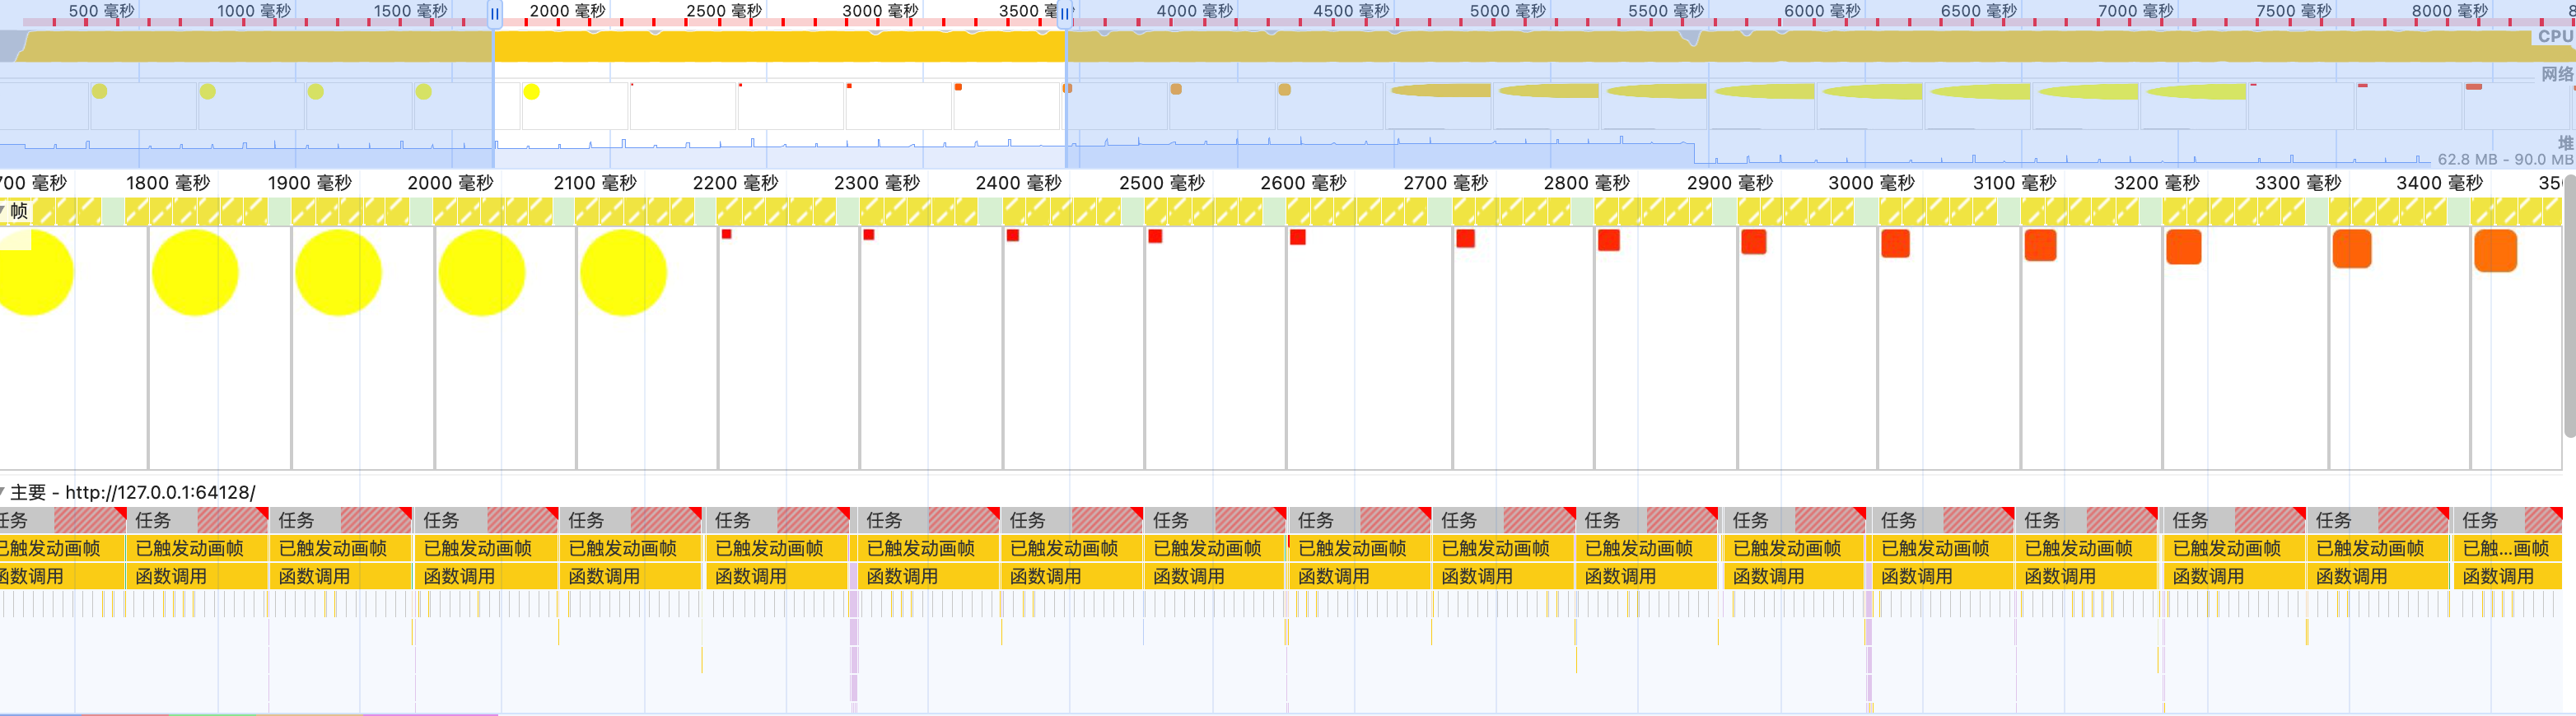 500 毫秒 1000 毫秒 1500 毫秒 2000 毫秒 2500 毫秒 3000 毫秒 3500 毫 4000 毫秒 4500 毫秒 5000 毫秒 5500 毫秒 6000 毫秒 6500 毫秒 7000 毫秒 7500 毫秒 8000 毫秒 8
CPU
网络
堆
62.8 MB - 90.0 MB
700 毫秒 1800 毫秒 1900 毫秒 2000 毫秒 2100 毫秒 2200 毫秒 2300 毫秒 2400 毫秒 2500 毫秒 2600 毫秒 2700 毫秒 2800 毫秒 2900 毫秒 3000 毫秒 3100 毫秒 3200 毫秒 3300 毫秒 3400 毫秒 350
帧
主要 - http://127.0.0.1:64128/
任务 任务 任务 任务 任务 任务 任务 任务 任务 任务 任务 任务 任务 任务 任务 任务 任务 任务
已触发动画帧 已触发动画帧 已触发动画帧 已触发动画帧 已触发动画帧 已触发动画帧 已触发动画帧 已触发动画帧 已触发动画帧 已触发动画帧 已触发动画帧 已触发动画帧 已触发动画帧 已触发动画帧 已触发动画帧 已触发动画帧 已触发动画帧 已触...画帧
函数调用 函数调用 函数调用 函数调用 函数调用 函数调用 函数调用 函数调用 函数调用 函数调用 函数调用 函数调用 函数调用 函数调用 函数调用 函数调用 函数调用 函数调用